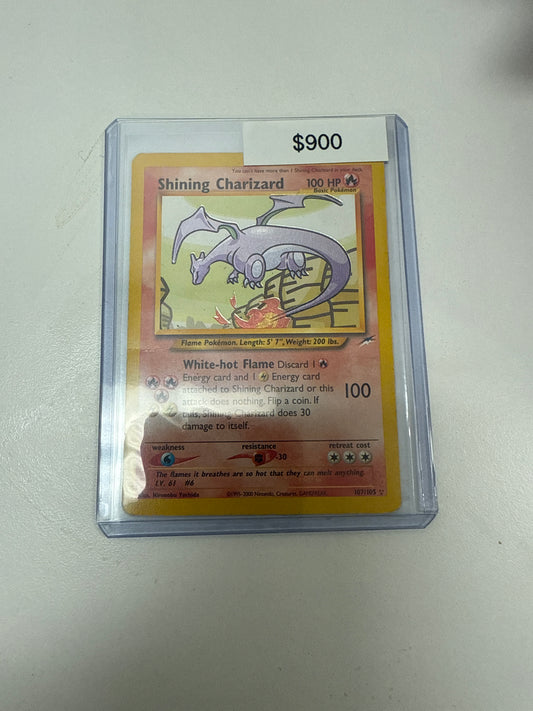 $900
You can't have more than 1 Shining Charizard in your deck.
Shining Charizard 100 HP
Basic Pokémon
Flame Pokémon. Length: 5' 7", Weight: 200 lbs.
White-hot Flame Discard 1
Energy card and 1 Energy card
attached to Shining Charizard or this
attack does nothing. Flip a coin. If
tails, Shining Charizard does 30
damage to itself.
100
weakness resistance retreat cost
-30
The flames it breathes are so hot that they can melt anything.
LV. 61 #6
Illus. Hironobu Yoshida ©1995-2000 Nintendo, Creatures, GAMEFREAK. 107/105